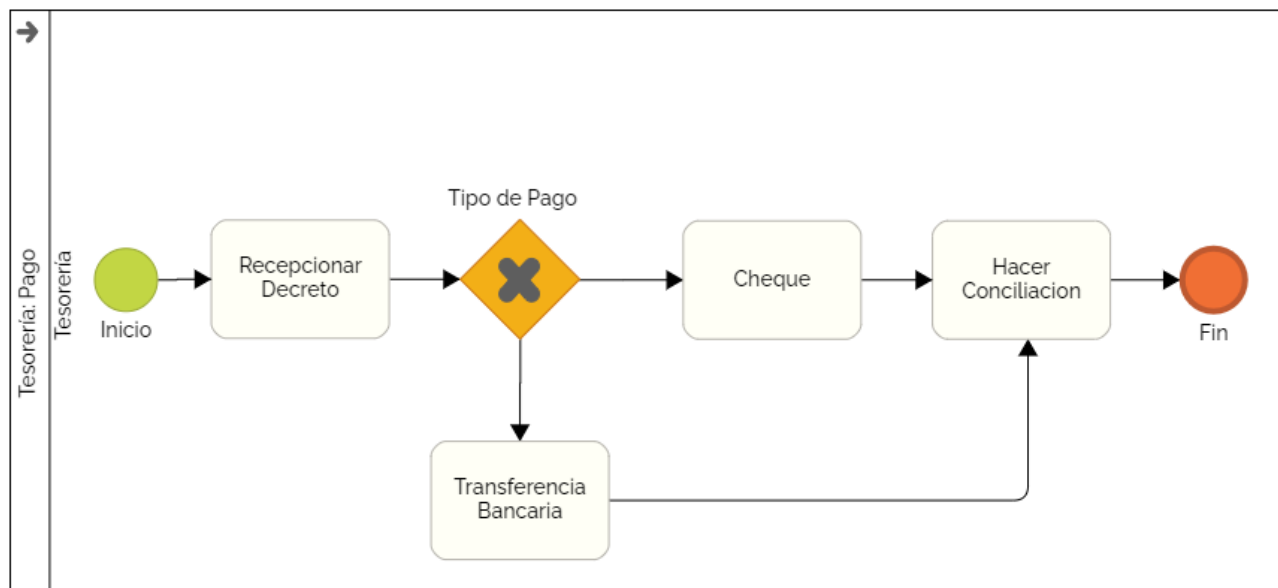 Tesorería: Pago
Tesorería
Inicio
Recepcionar
Decreto
Tipo de Pago
Cheque
Hacer
Conciliacion
Fin
Transferencia
Bancaria